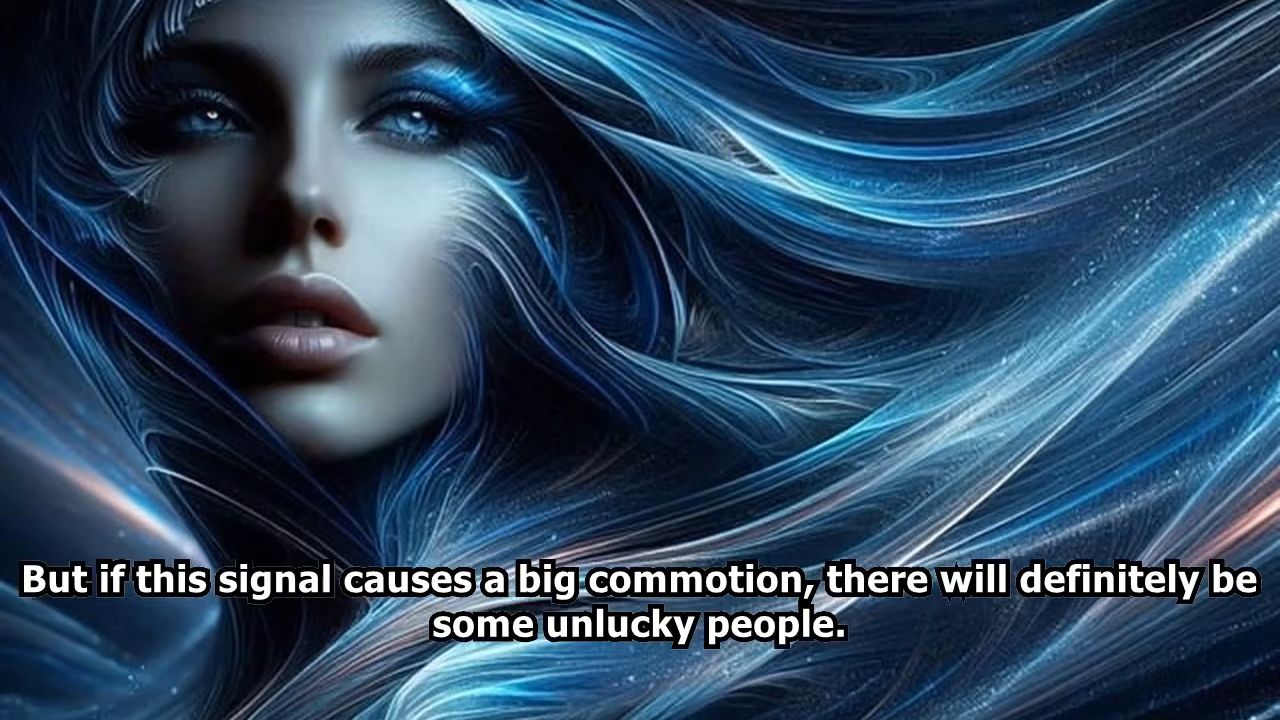 But if this signal causes a big commotion, there will definitely be
some unlucky people.